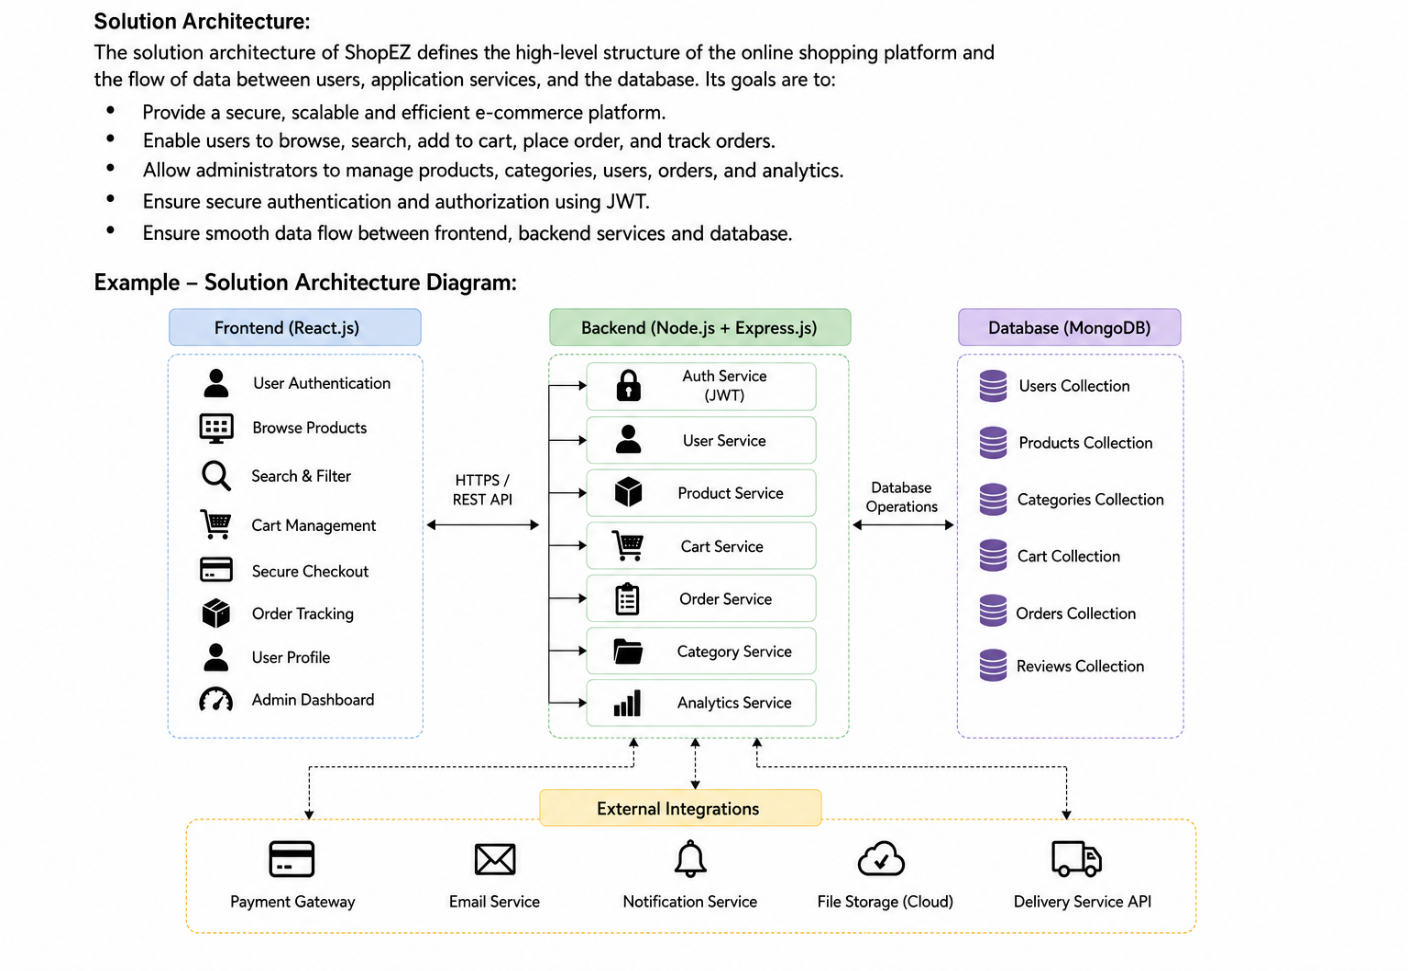 Solution Architecture:
The solution architecture of ShopEZ defines the high-level structure of the online shopping platform and
the flow of data between users, application services, and the database. Its goals are to:
• Provide a secure, scalable and efficient e-commerce platform.
• Enable users to browse, search, add to cart, place order, and track orders.
• Allow administrators to manage products, categories, users, orders, and analytics.
• Ensure secure authentication and authorization using JWT.
• Ensure smooth data flow between frontend, backend services and database.
Example – Solution Architecture Diagram:
Frontend (React.js)
User Authentication
Browse Products
Search & Filter
Cart Management
Secure Checkout
Order Tracking
User Profile
Admin Dashboard
HTTPS /
REST API
Backend (Node.js + Express.js)
Auth Service
(JWT)
User Service
Product Service
Cart Service
Order Service
Category Service
Analytics Service
Database
Operations
Database (MongoDB)
Users Collection
Products Collection
Categories Collection
Cart Collection
Orders Collection
Reviews Collection
External Integrations
Payment Gateway
Email Service
Notification Service
File Storage (Cloud)
Delivery Service API